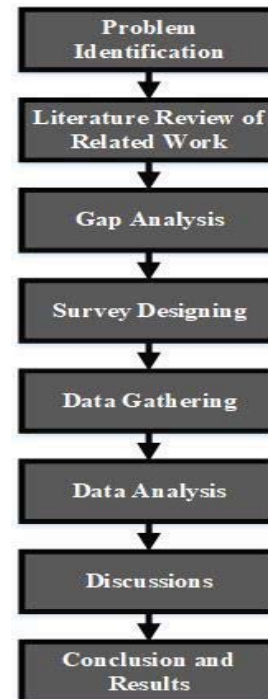 Problem
Identification
Literature Review of
Related Work
Gap Analysis
Survey Designing
Data Gathering
Data Analysis
Discussions
Conclusion and
Results